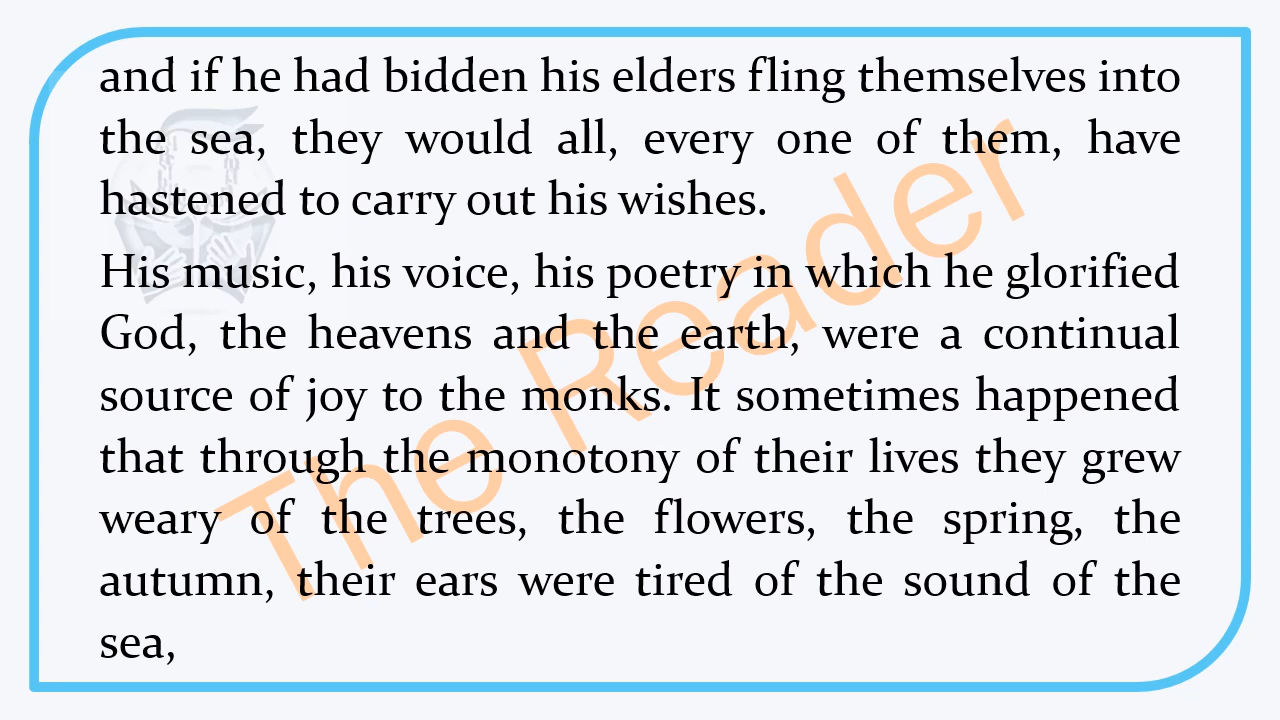 and if he had bidden his elders fling themselves into
the sea, they would all, every one of them, have
hastened to carry out his wishes.
His music, his voice, his poetry in which he glorified
God, the heavens and the earth, were a continual
source of joy to the monks. It sometimes happened
that through the monotony of their lives they grew
weary of the trees, the flowers, the spring, the
autumn, their ears were tired of the sound of the
sea,
The Reader